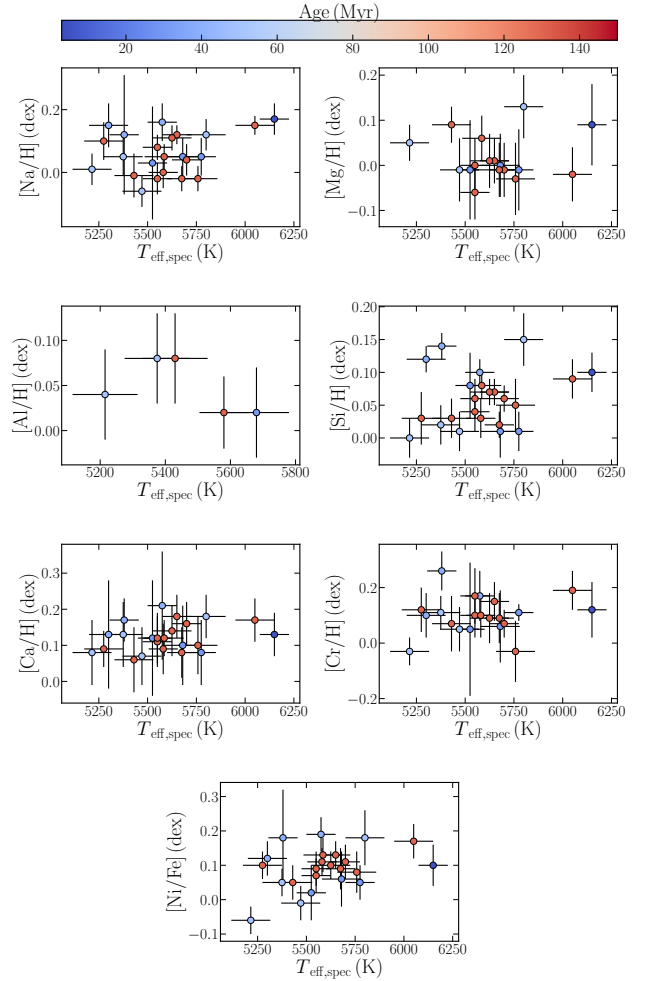 Age (Myr)
20 40 60 80 100 120 140
0.2
0.0
[Na/H] (dex)
5250 5500 5750 6000 6250
T_eff,spec (K)
0.2
0.1
0.0
−0.1
[Mg/H] (dex)
5250 5500 5750 6000 6250
T_eff,spec (K)
0.10
0.05
−0.00
[Al/H] (dex)
5200 5400 5600 5800
T_eff,spec (K)
0.20
0.15
0.10
0.05
0.00
[Si/H] (dex)
5250 5500 5750 6000 6250
T_eff,spec (K)
0.3
0.2
0.1
0.0
[Ca/H] (dex)
5250 5500 5750 6000 6250
T_eff,spec (K)
0.2
0.0
−0.2
[Cr/H] (dex)
5250 5500 5750 6000 6250
T_eff,spec (K)
0.3
0.2
0.1
0.0
−0.1
[Ni/Fe] (dex)
5250 5500 5750 6000 6250
T_eff,spec (K)